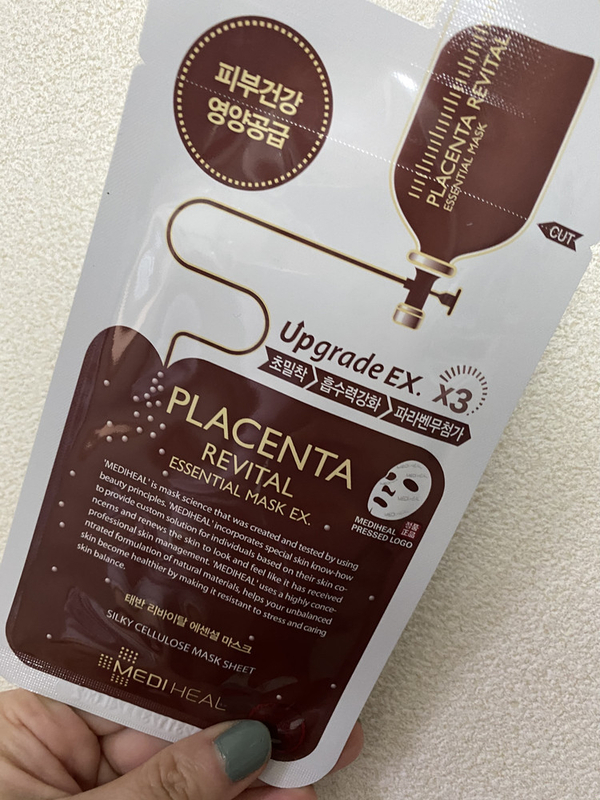 피부건강
영양공급
PLACENTA REVITAL
ESSENTIAL MASK
CUT
Upgrade EX. x3
초밀착 흡수력강화 파라벤무첨가
PLACENTA
REVITAL
ESSENTIAL MASK EX.
'MEDIHEAL' is mask science that was created and tested by using
beauty principles. 'MEDIHEAL' incorporates special skin know-how
to provide custom solution for individuals based on their skin co-
ncerns and renews the skin to look and feel like it has received
professional skin management. 'MEDIHEAL' uses a highly conce-
ntrated formulation of natural materials, helps your unbalanced
skin become healthier by making it resistant to stress and caring
skin balance.
MEDIHEAL
PRESSED LOGO
正品
태반 리바이탈 에센셜 마스크
SILKY CELLULOSE MASK SHEET
MEDIHEAL